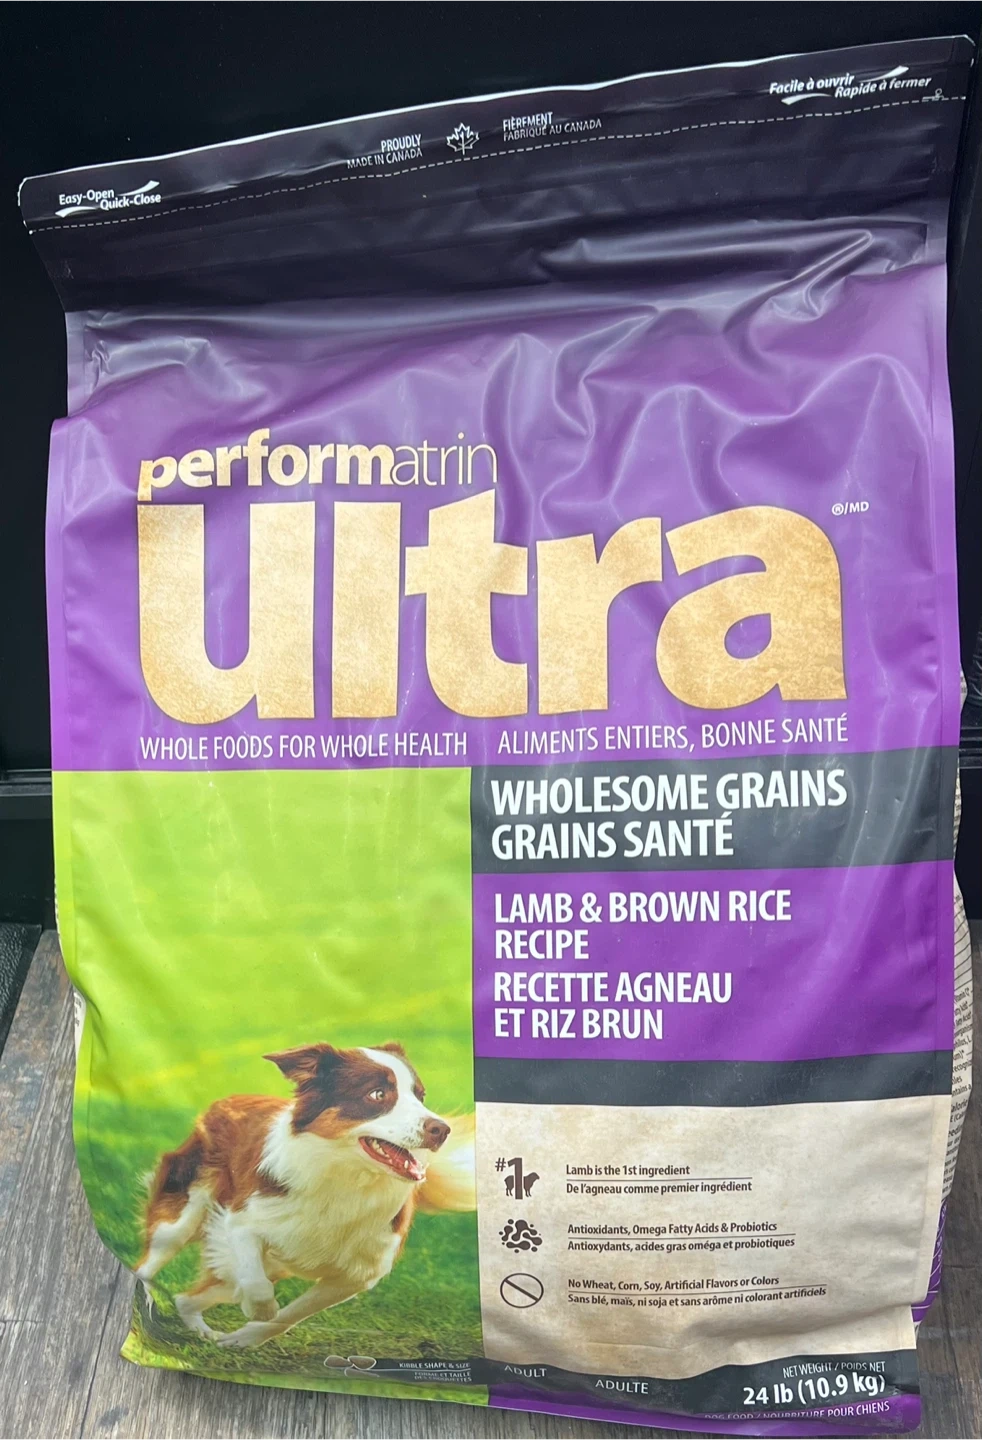 Facile à ouvrir
Rapide à fermer
PROUDLY
MADE IN CANADA
FIÈREMENT
FABRIQUÉ AU CANADA
Easy-Open
Quick-Close
performatrin
ultra
®/MD
WHOLE FOODS FOR WHOLE HEALTH
ALIMENTS ENTIERS, BONNE SANTÉ
WHOLESOME GRAINS
GRAINS SANTÉ
LAMB & BROWN RICE
RECIPE
RECETTE AGNEAU
ET RIZ BRUN
#1
Lamb is the 1st ingredient
De l'agneau comme premier ingrédient
Antioxidants, Omega Fatty Acids & Probiotics
Antioxydants, acides gras oméga et probiotiques
No Wheat, Corn, Soy, Artificial Flavors or Colors
Sans blé, maïs, ni soja et sans arôme ni colorant artificiels
KIBBLE SHAPE & SIZE
FORME ET TAILLE
DES CROQUETTES
ADULT
ADULTE
NET WEIGHT / POIDS NET
24 lb (10.9 kg)
DOG FOOD / NOURRITURE POUR CHIENS